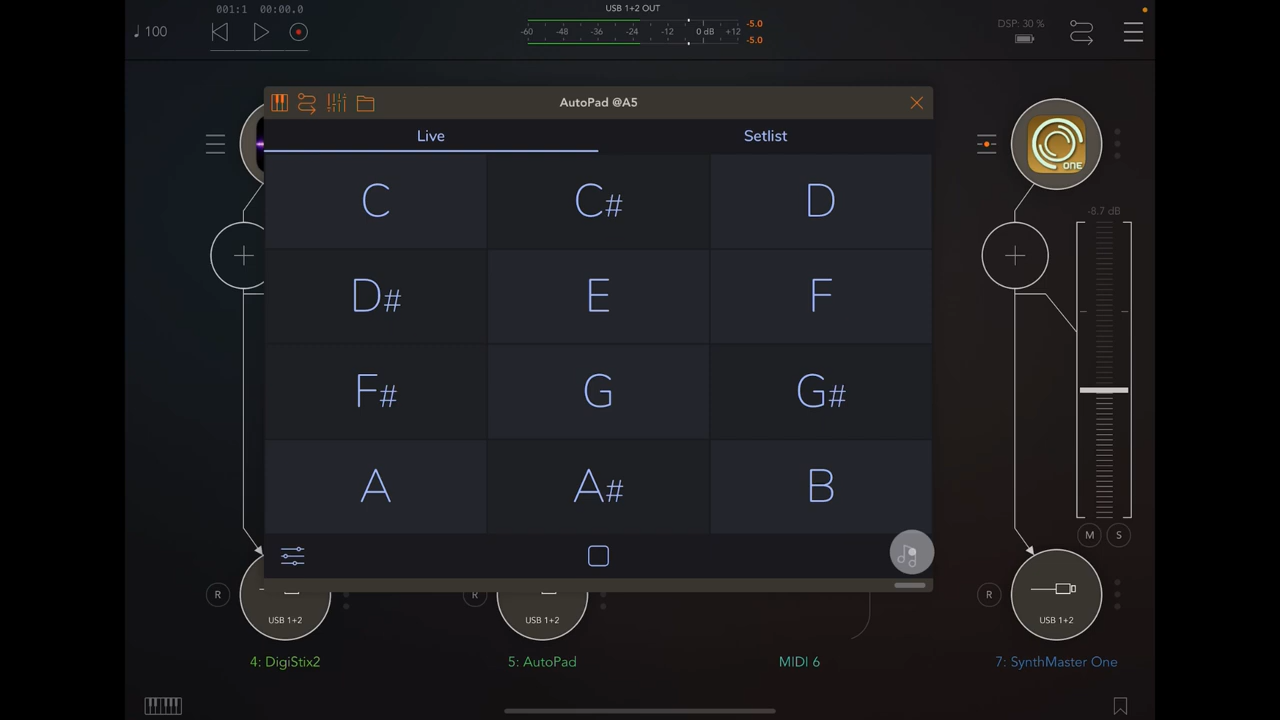 001:1 00:00.0
USB 1+2 OUT
♩ 100
-60 -48 -36 -24 -12 0 dB +12
-5.0
-5.0
DSP: 30 %
AutoPad @A5
Live
Setlist
C
C#
D
D#
E
F
F#
G
G#
A
A#
B
ONE
-8.7 dB
M
S
R
USB 1+2
R
USB 1+2
R
USB 1+2
4: DigiStix2
5: AutoPad
MIDI 6
7: SynthMaster One